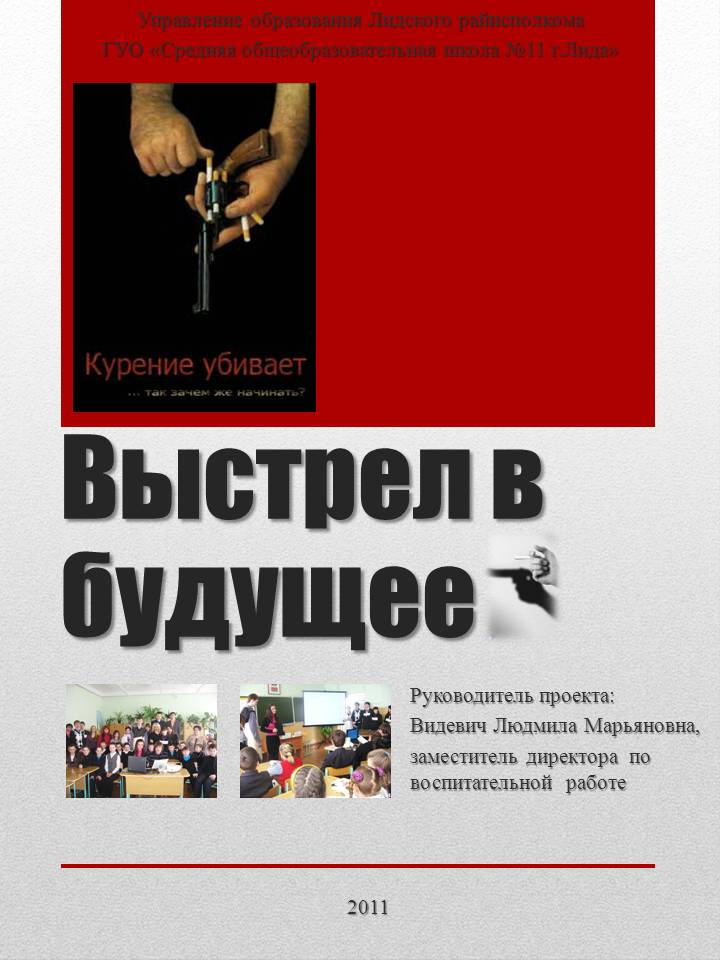 Управление образования Лидского райисполкома
ГУО «Средняя общеобразовательная школа №11 г.Лида»
Курение убивает
... так зачем же начинать?
Выстрел в
будущее
Руководитель проекта:
Видевич Людмила Марьяновна,
заместитель директора по
воспитательной работе
2011